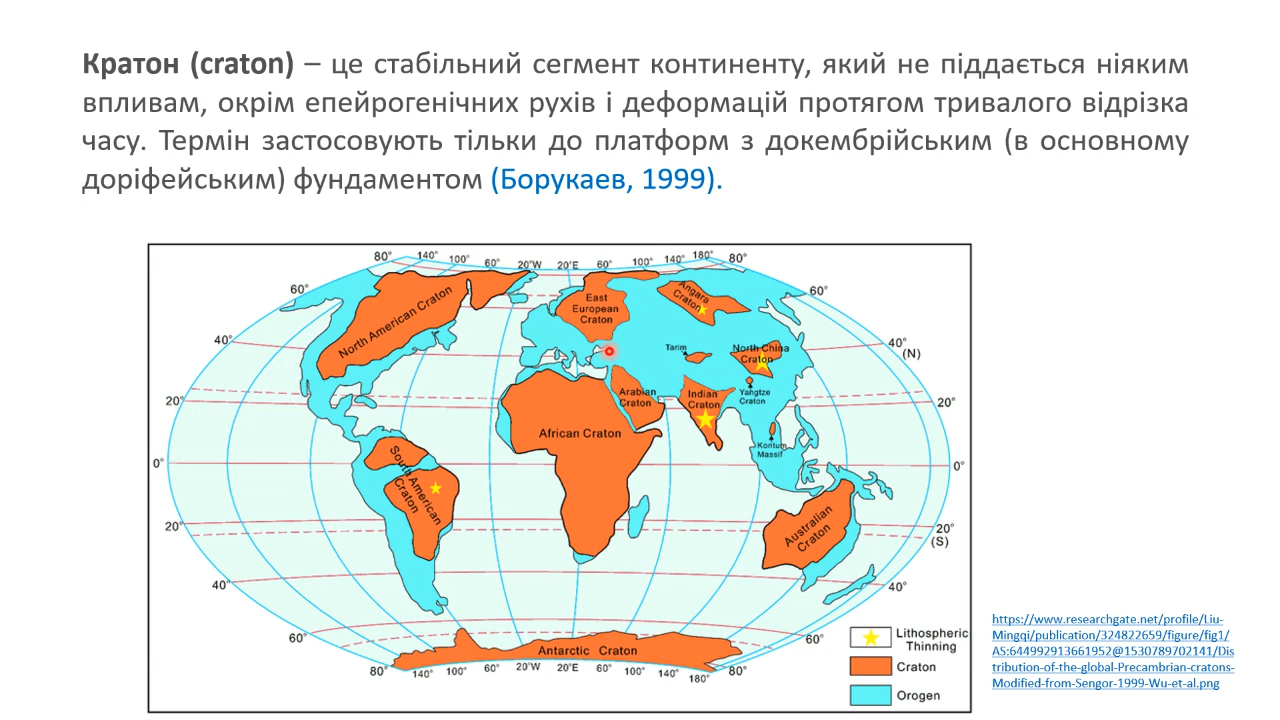 Кратон (craton) – це стабільний сегмент континенту, який не піддається ніяким
впливам, окрім епейрогенічних рухів і деформацій протягом тривалого відрізка
часу. Термін застосовують тільки до платформ з докембрійським (в основному
доріфейським) фундаментом (Борукаев, 1999).
80° 140° 100° 60° 20°W 20°E 60° 100° 140° 180° 80°
60° 60°
40° 40°
(N)
20° 20°
0° 0°
20° 20°
(S)
40° 40°
60° 60°
80° 140° 100° 60° 20°W 20°E 60° 100° 140° 180° 80°
North American Craton
East
European
Craton
Angara
Craton
Tarim
North China
Craton
Arabian
Craton
Indian
Craton
Yangtze
Craton
African Craton
Kontum
Massif
South American
Craton
Australian
Craton
Antarctic Craton
Lithospheric
Thinning
Craton
Orogen
https://www.researchgate.net/profile/Liu-
Mingqi/publication/324822659/figure/fig1/
AS:644992913661952@1530789702141/Dis
tribution-of-the-global-Precambrian-cratons-
Modified-from-Sengor-1999-Wu-et-al.png